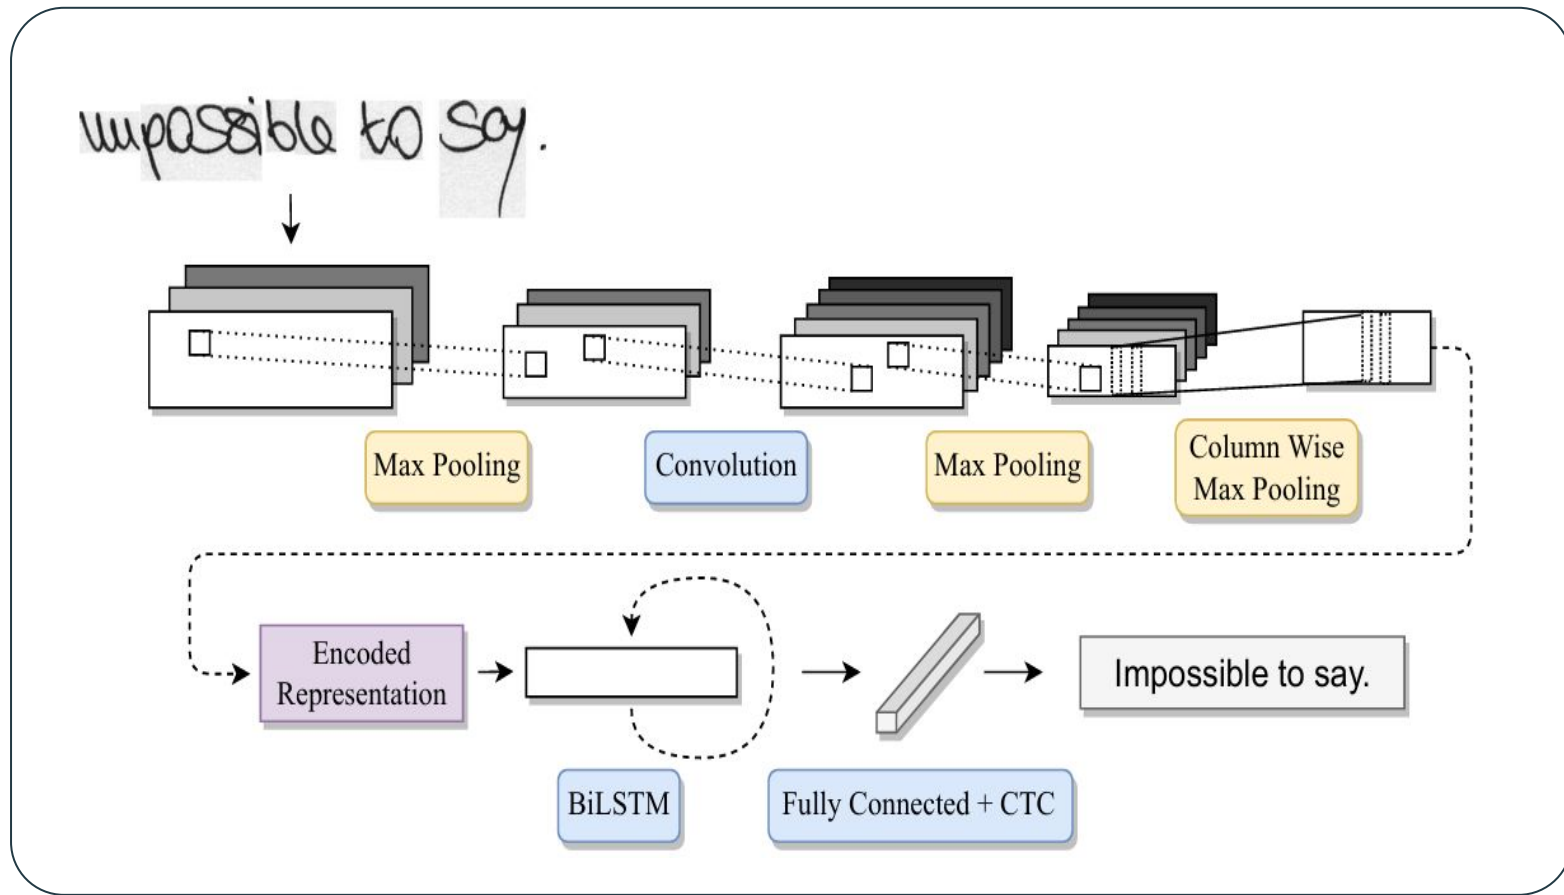 impossible to say.
Max Pooling
Convolution
Max Pooling
Column Wise
Max Pooling
Encoded
Representation
Impossible to say.
BiLSTM
Fully Connected + CTC